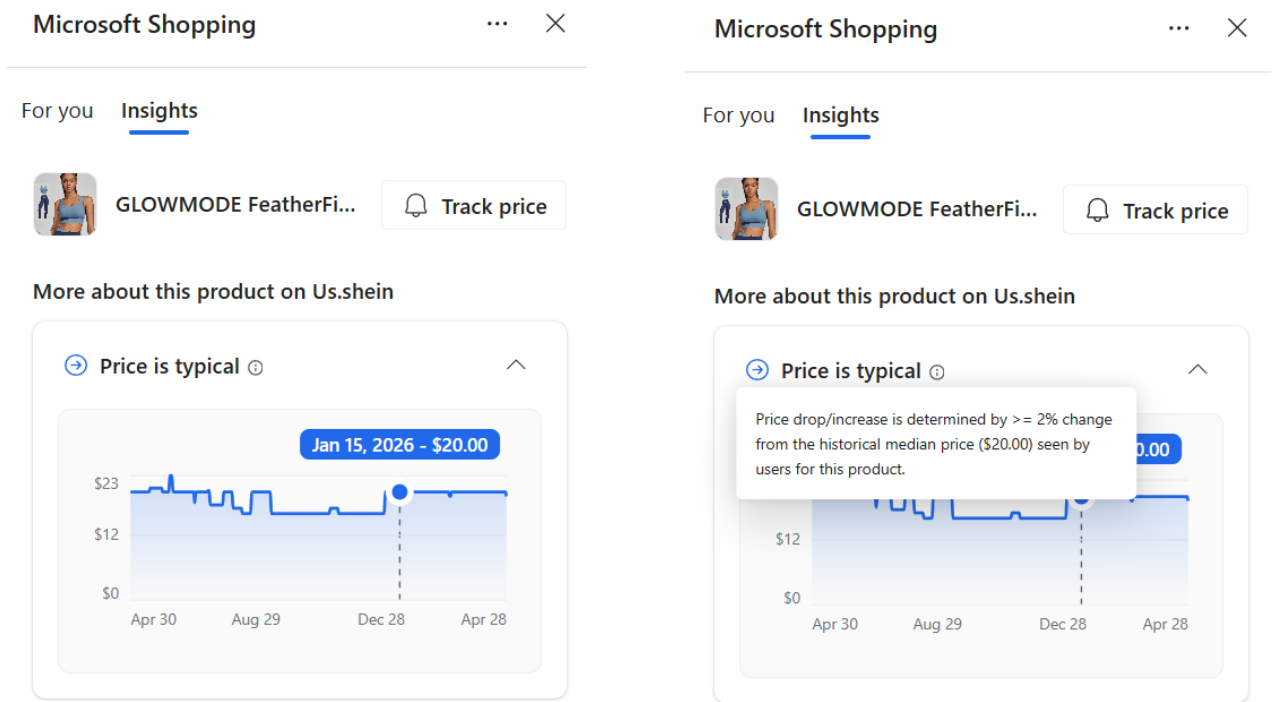 Microsoft Shopping
For you Insights
GLOWMODE FeatherFi... Track price
More about this product on Us.shein
Price is typical
Jan 15, 2026 - $20.00
$23
$12
$0
Apr 30 Aug 29 Dec 28 Apr 28
Microsoft Shopping
For you Insights
GLOWMODE FeatherFi... Track price
More about this product on Us.shein
Price is typical
Price drop/increase is determined by >= 2% change
from the historical median price ($20.00) seen by
users for this product.
0.00
$12
$0
Apr 30 Aug 29 Dec 28 Apr 28